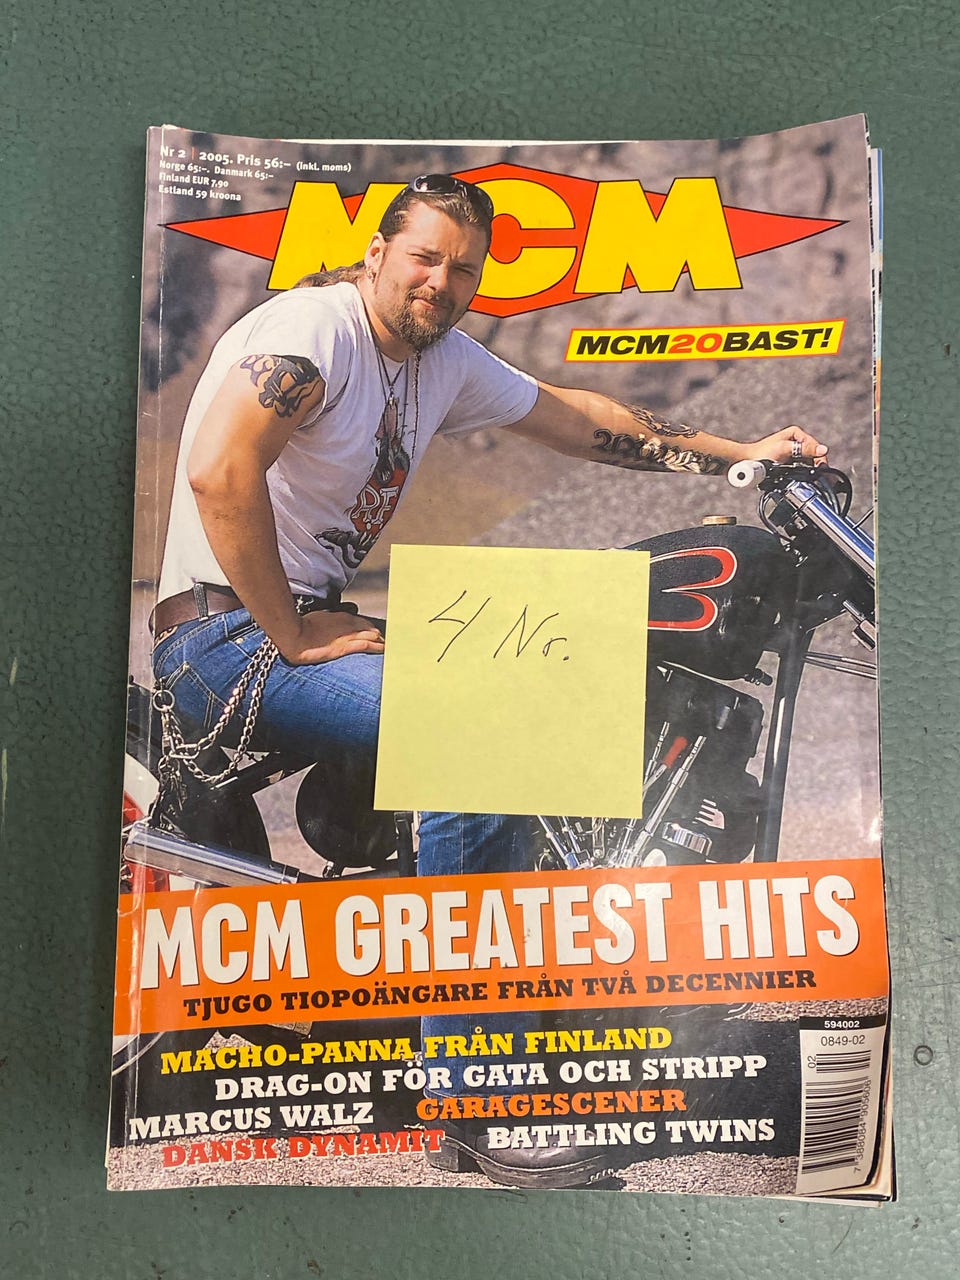 Nr 2 | 2005. Pris 56:– (inkl. moms)
Norge 65:–. Danmark 65:–
Finland EUR 7,90
Estland 59 kroona
MCM
MCM20BAST!
4 Nr.
MCM GREATEST HITS
TJUGO TIOPOÄNGARE FRÅN TVÅ DECENNIER
MACHO-PANNA FRÅN FINLAND
DRAG-ON FÖR GATA OCH STRIPP
MARCUS WALZ GARAGESCENER
DANSK DYNAMIT BATTLING TWINS
594002
0849-02
02